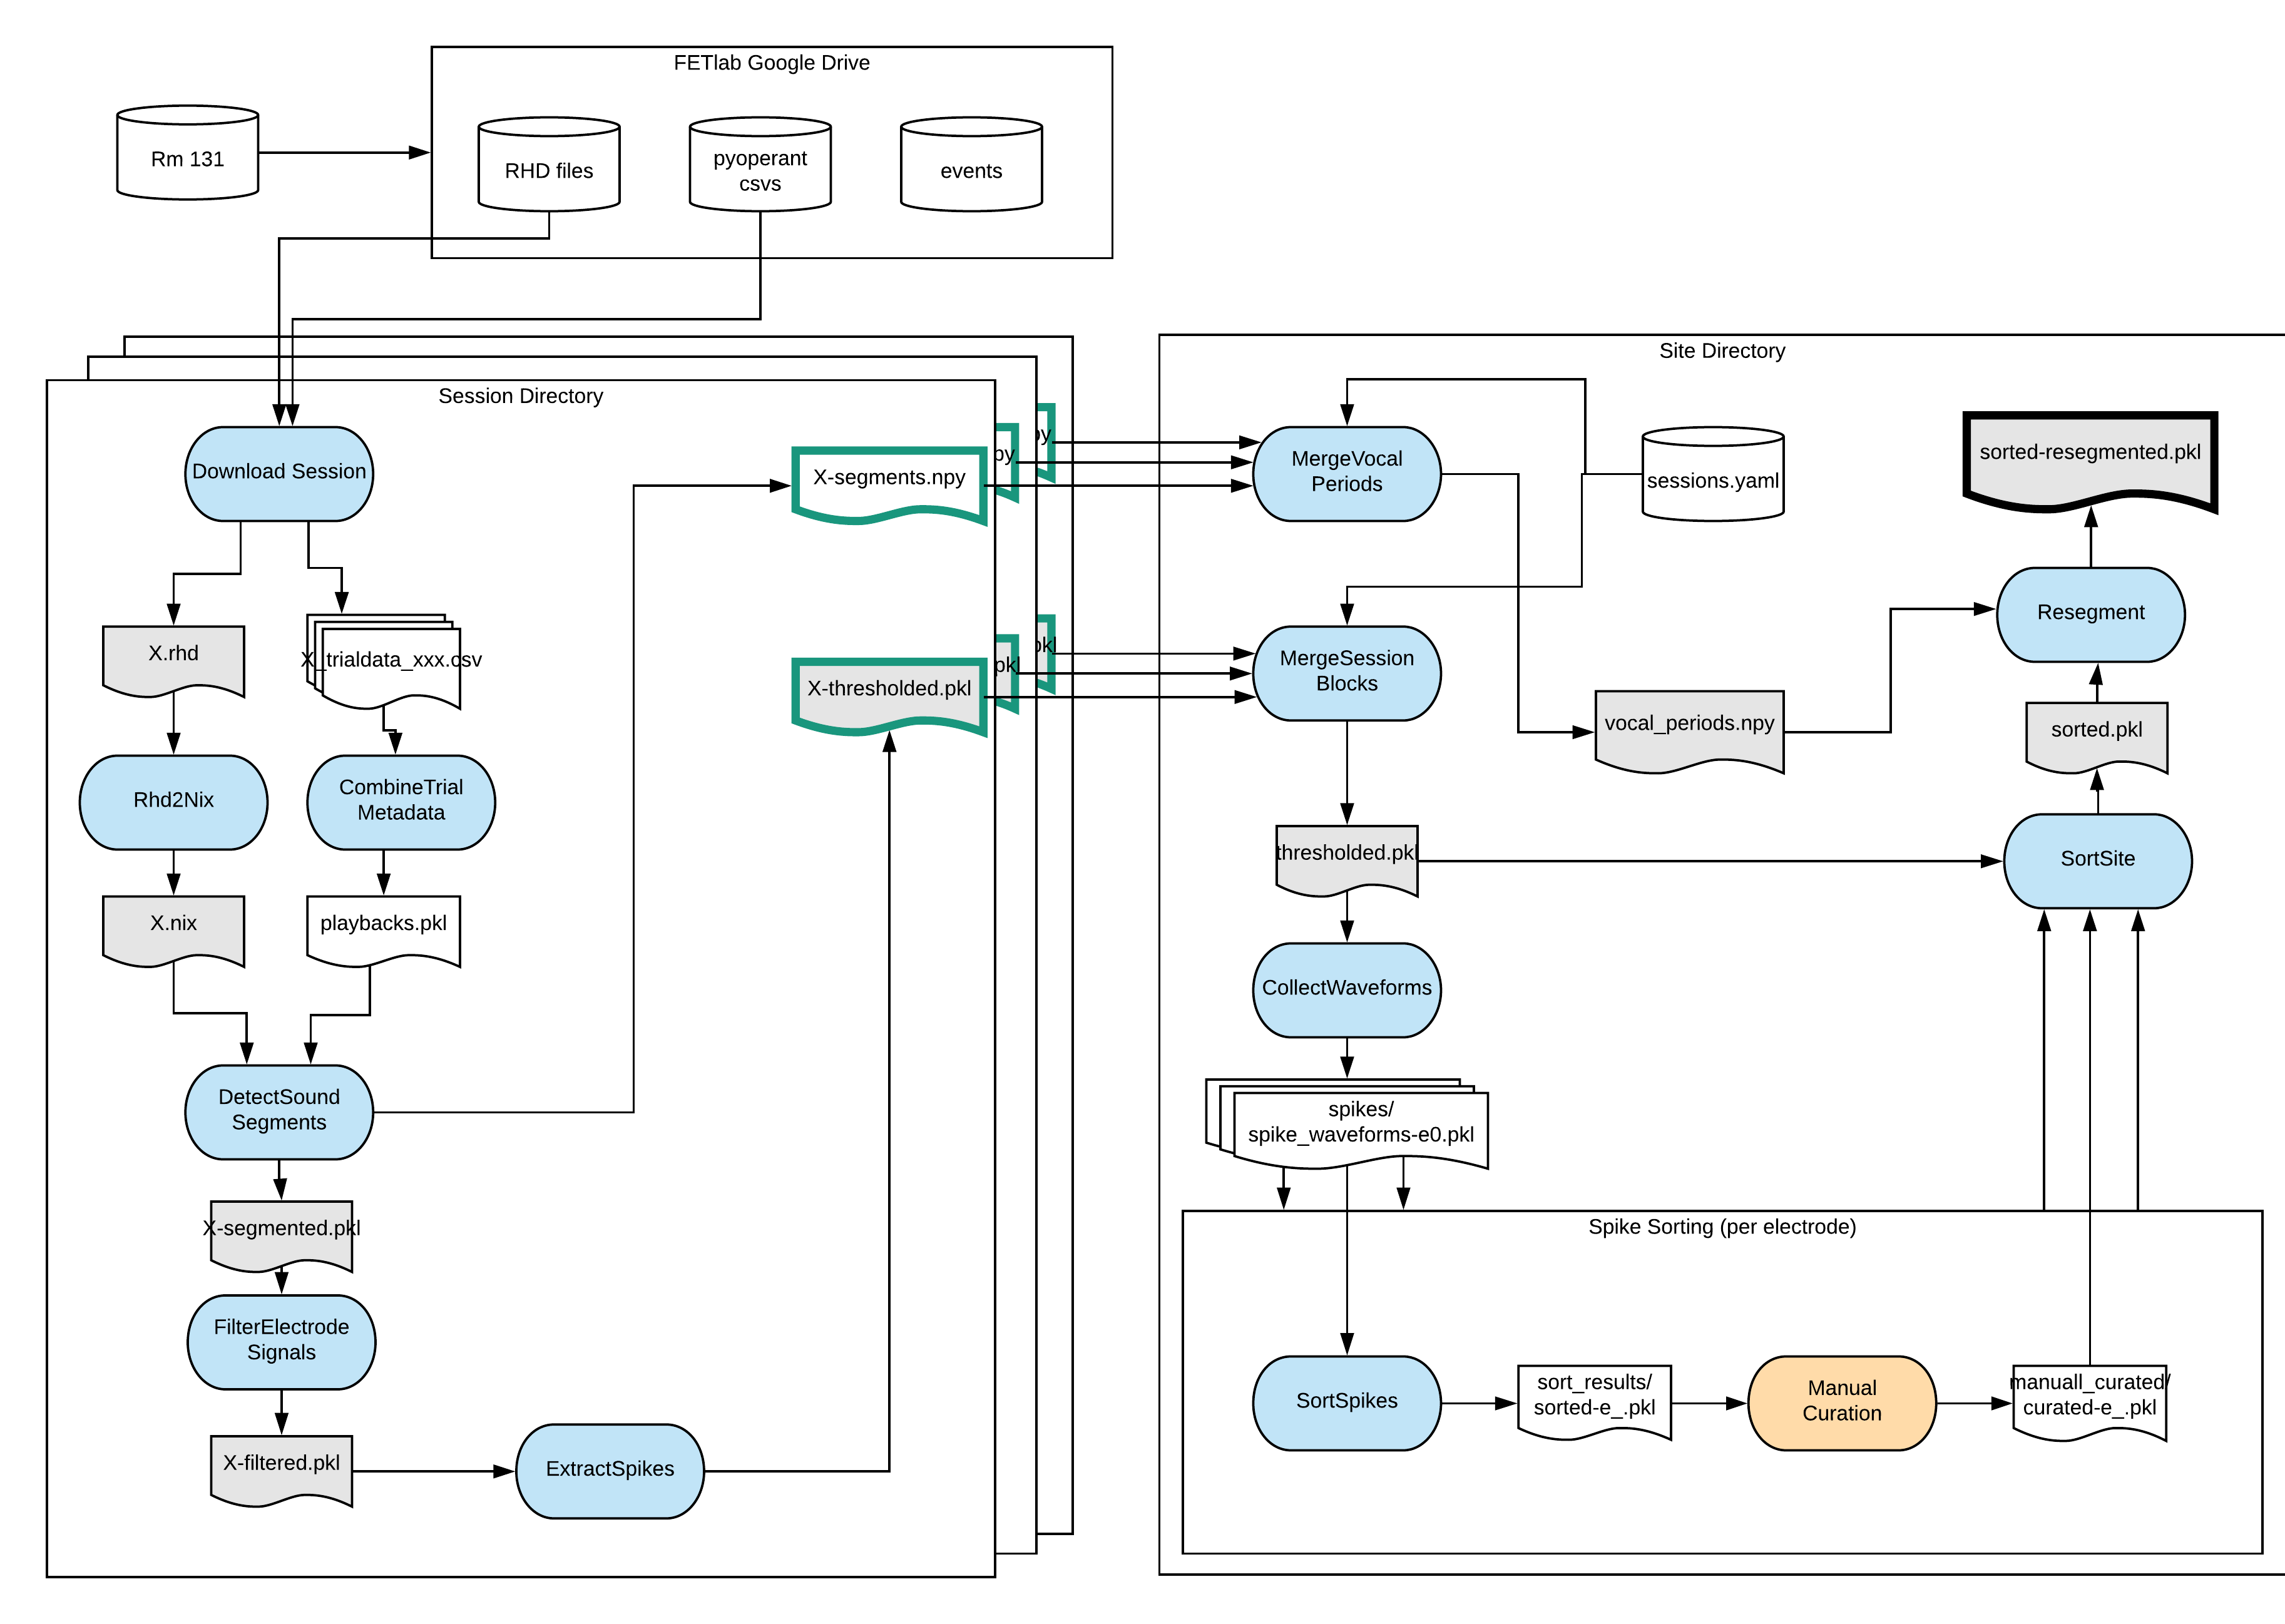 FETlab Google Drive
Rm 131
RHD files
pyoperant
csvs
events
Session Directory
Download Session
X.rhd
X_trialdata_xxx.csv
Rhd2Nix
CombineTrial
Metadata
X.nix
playbacks.pkl
DetectSound
Segments
X-segmented.pkl
FilterElectrode
Signals
X-filtered.pkl
ExtractSpikes
X-segments.npy
py
py
X-thresholded.pkl
pkl
pkl
Site Directory
MergeVocal
Periods
sessions.yaml
sorted-resegmented.pkl
MergeSession
Blocks
Resegment
vocal_periods.npy
sorted.pkl
thresholded.pkl
SortSite
CollectWaveforms
spikes/
spike_waveforms-e0.pkl
Spike Sorting (per electrode)
SortSpikes
sort_results/
sorted-e_.pkl
Manual
Curation
manuall_curated/
curated-e_.pkl